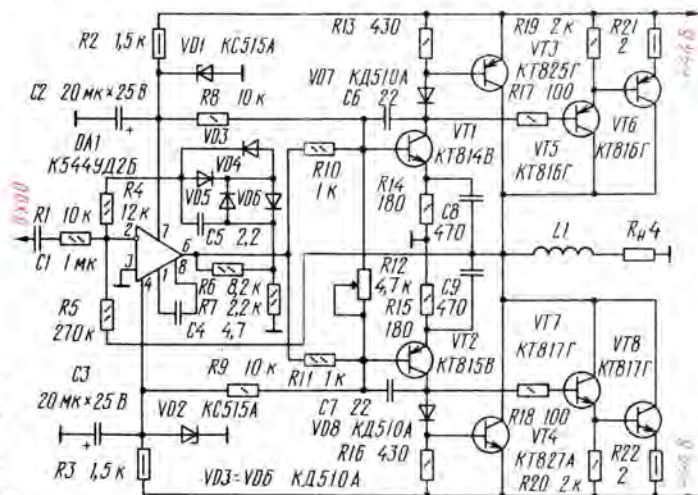 R13 430
R19 2 к
R21
2
R2 1,5 к
VD1 КС515А
VT3
КТ825Г
VD7 КД510А
C6 22
R17 100
C2 20 мк × 25 В
R8 10 к
VT1
КТ814В
VT5
КТ816Г
VT6
КТ816Г
DA1
К544УД2Б
VD3
VD4
VD5
VD6
R10
1 к
R14
180
C8
470
Вход
R1 10 к
R4
12 к
C5 2,2
C1 1 мк
2
3
7
6
8
1
4
L1
Rн 4
R12
4,7 к
C9
470
R6 8,2 к
R7 2,2 к
C4 4,7
R5
270 к
R15
180
VT2
КТ815В
VT7
КТ817Г
VT8
КТ817Г
R9 10 к
R11 1 к
C3
20 мк × 25 В
VD2
КС515А
C7 22
VD8 КД510А
R18 100
VT4
КТ827А
R22
2
R3 1,5 к
R16 430
R20 2 к
VD3=VD6 КД510А